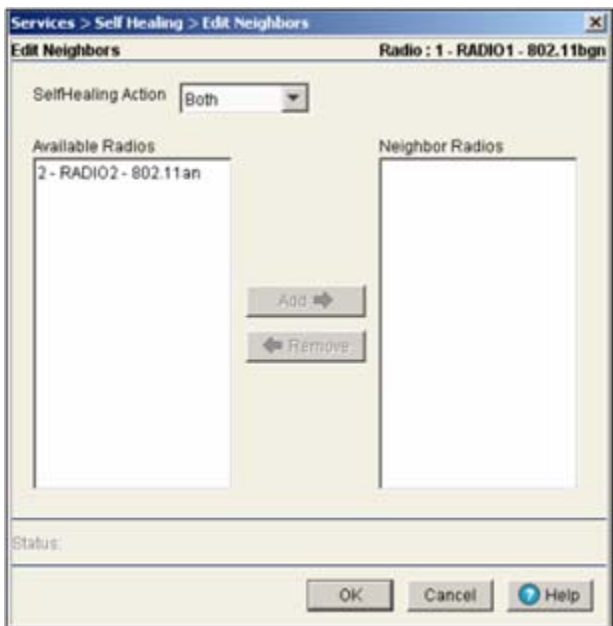 Services > Self Healing > Edit Neighbors
Edit Neighbors Radio : 1 - RADIO1 - 802.11bgn
SelfHealing Action Both
Available Radios Neighbor Radios
2 - RADIO2 - 802.11an
Add
Remove
Status:
OK Cancel ? Help